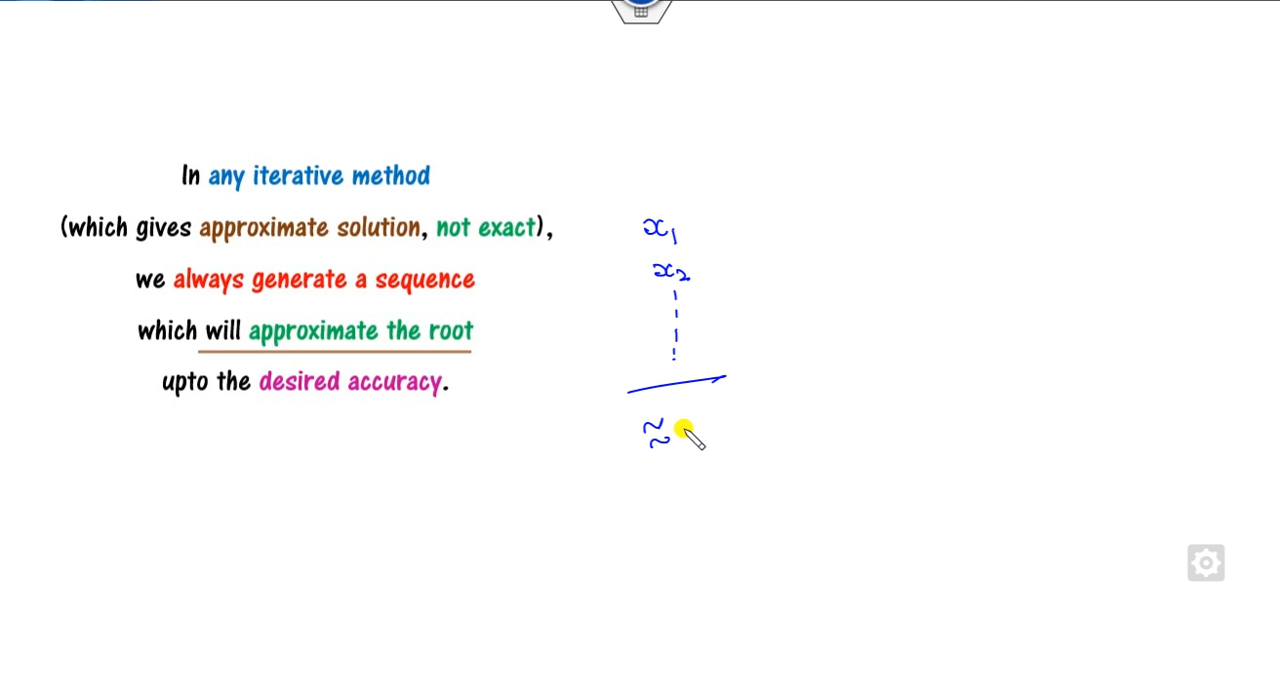 In any iterative method
(which gives approximate solution, not exact),
we always generate a sequence
which will approximate the root
upto the desired accuracy.
x₁
x₂
≈